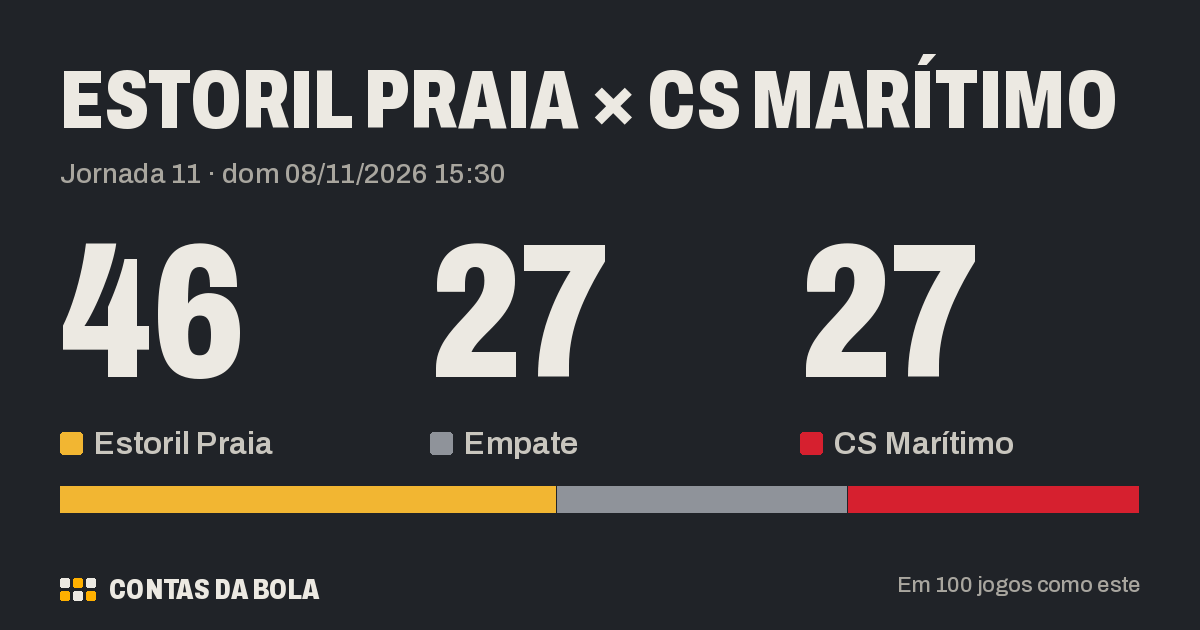 ESTORIL PRAIA × CS MARÍTIMO
Jornada 11 · dom 08/11/2026 15:30
46 27 27
Estoril Praia Empate CS Marítimo
CONTAS DA BOLA Em 100 jogos como este